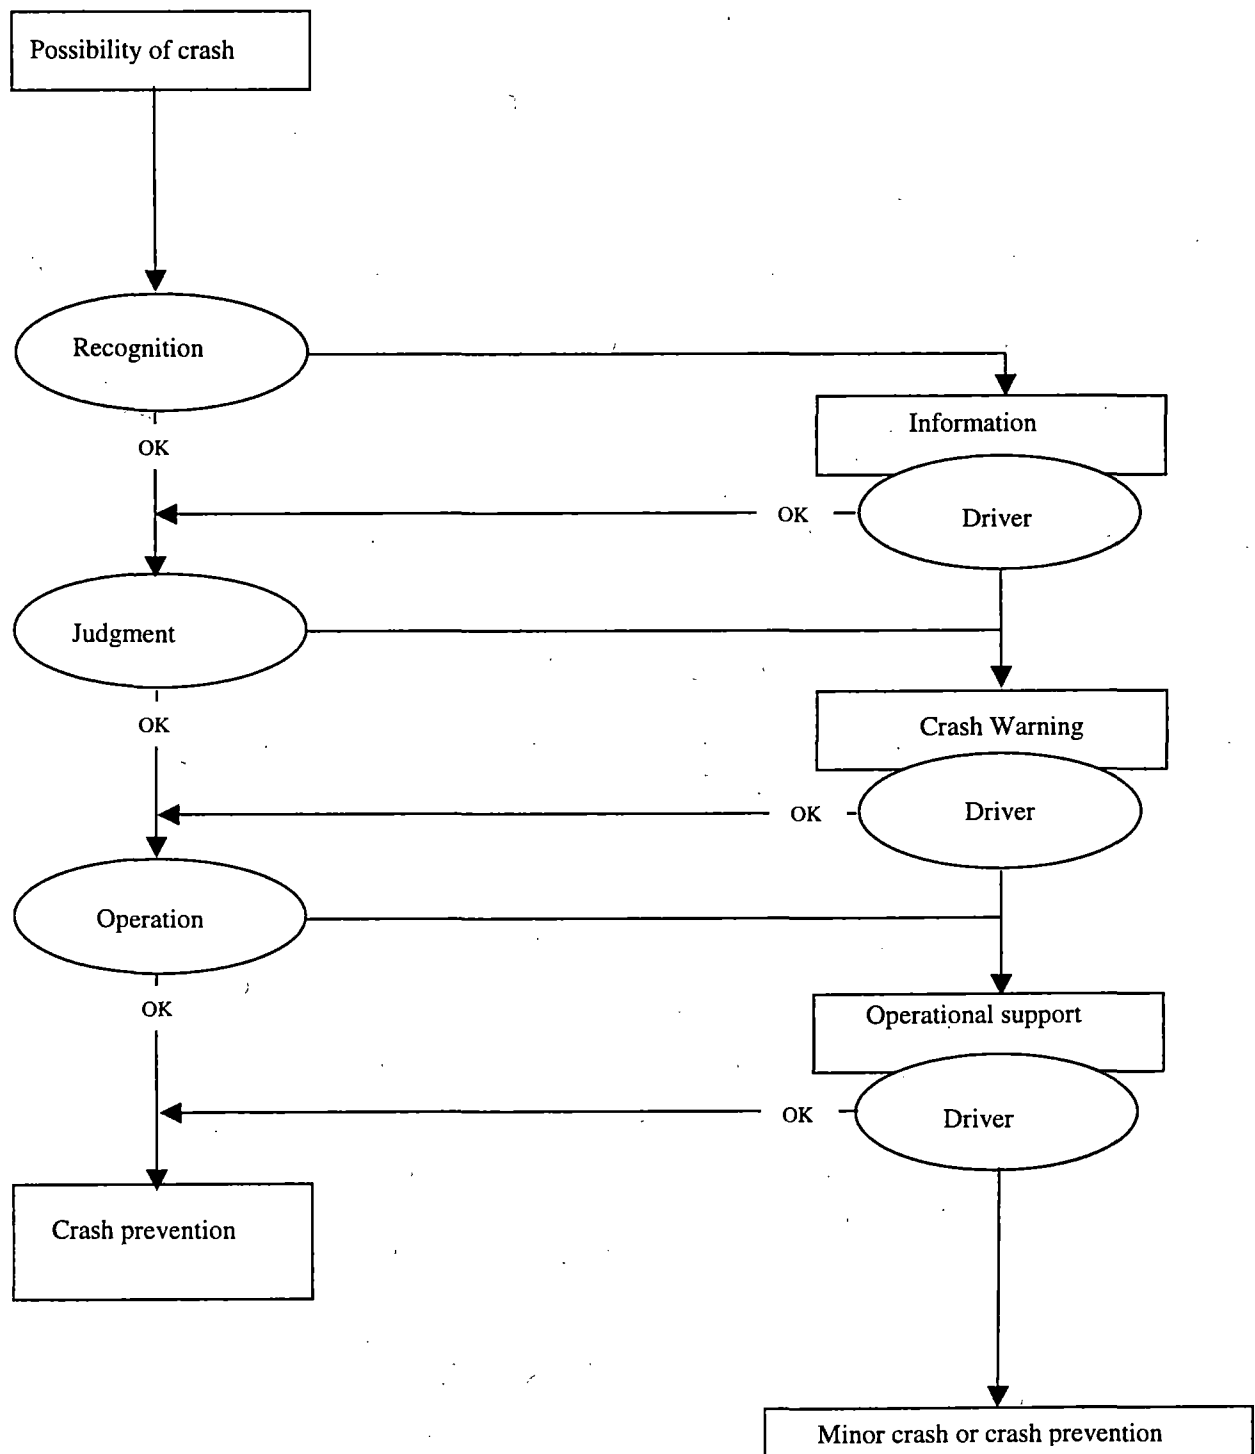 Possibility of crash
Recognition
OK
Information
OK
Driver
Judgment
OK
Crash Warning
OK
Driver
Operation
OK
Operational support
OK
Driver
Crash prevention
Minor crash or crash prevention